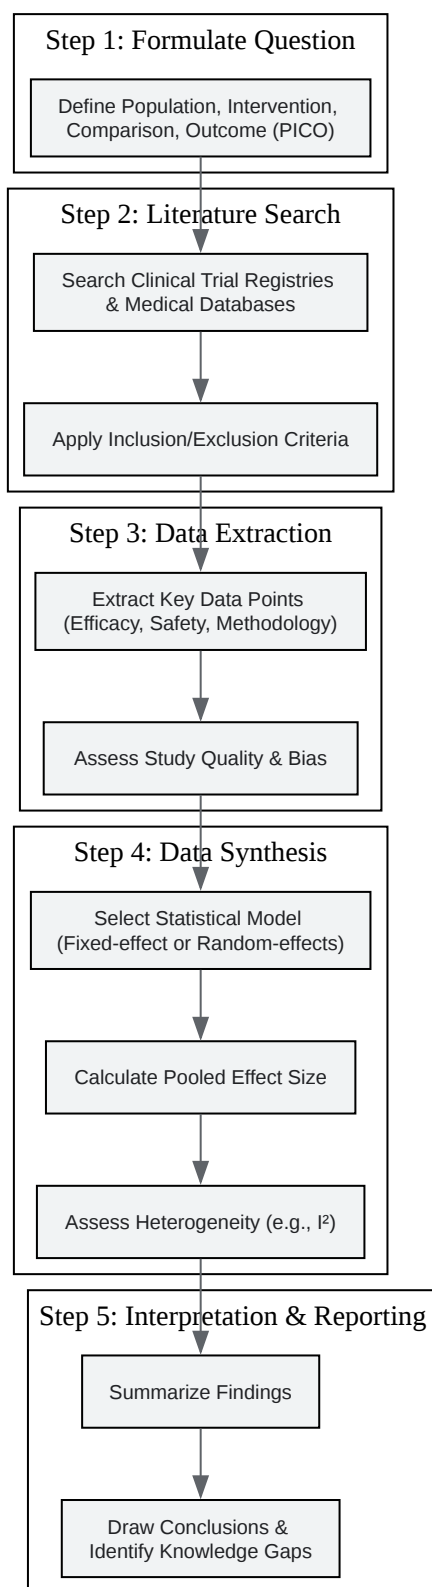 Step 1: Formulate Question
Define Population, Intervention,
Comparison, Outcome (PICO)
Step 2: Literature Search
Search Clinical Trial Registries
& Medical Databases
Apply Inclusion/Exclusion Criteria
Step 3: Data Extraction
Extract Key Data Points
(Efficacy, Safety, Methodology)
Assess Study Quality & Bias
Step 4: Data Synthesis
Select Statistical Model
(Fixed-effect or Random-effects)
Calculate Pooled Effect Size
Assess Heterogeneity (e.g., I²)
Step 5: Interpretation & Reporting
Summarize Findings
Draw Conclusions &
Identify Knowledge Gaps